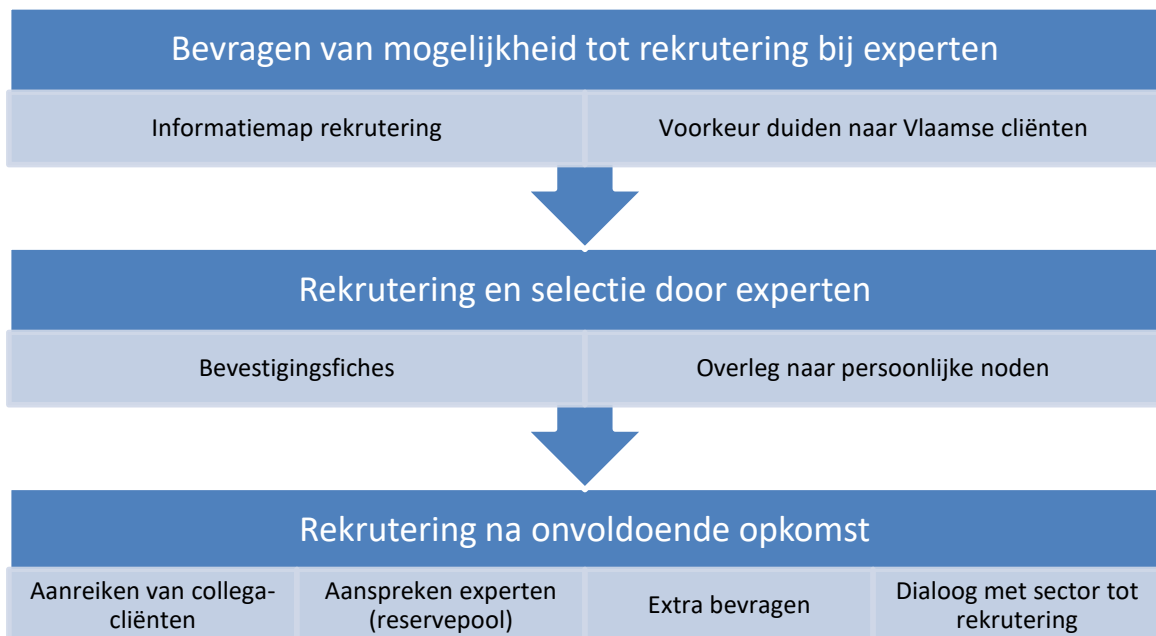 Bevragen van mogelijkheid tot rekrutering bij experten
Informatiemap rekrutering
Voorkeur duiden naar Vlaamse cliënten
Rekrutering en selectie door experten
Bevestigingsfiches
Overleg naar persoonlijke noden
Rekrutering na onvoldoende opkomst
Aanreiken van collega-
cliënten
Aanspreken experten
(reservepool)
Extra bevragen
Dialoog met sector tot
rekrutering